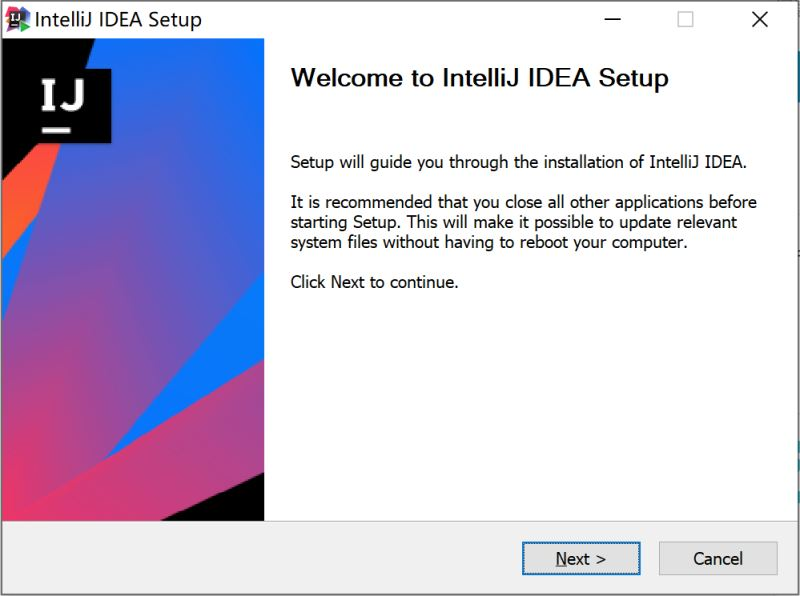 IntelliJ IDEA Setup
IJ
Welcome to IntelliJ IDEA Setup
Setup will guide you through the installation of IntelliJ IDEA.
It is recommended that you close all other applications before
starting Setup. This will make it possible to update relevant
system files without having to reboot your computer.
Click Next to continue.
Next >
Cancel